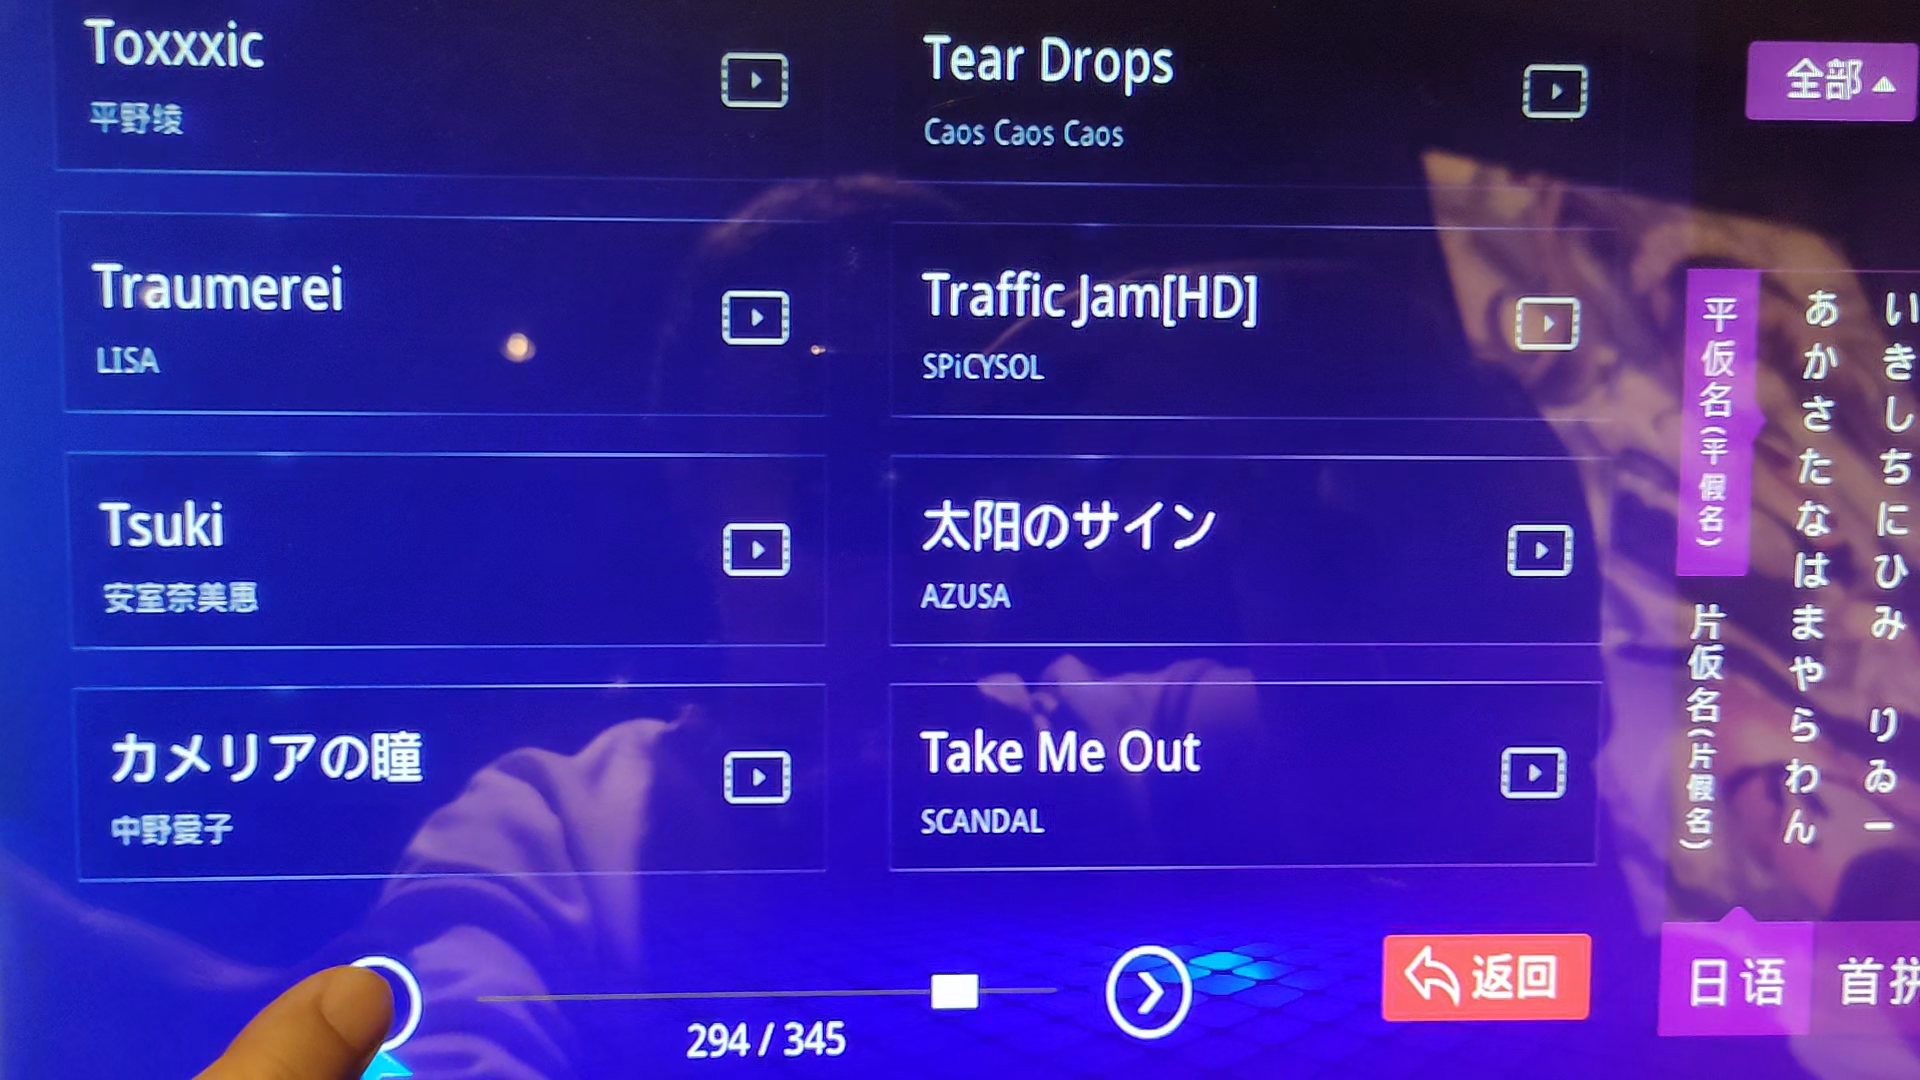 Toxxxic
平野绫
Tear Drops
Caos Caos Caos
Traumerei
LISA
Traffic Jam[HD]
SPiCYSOL
Tsuki
安室奈美惠
太阳のサイン
AZUSA
カメリアの瞳
中野愛子
Take Me Out
SCANDAL
294 / 345
返回
全部
平仮名(平假名)
片仮名(片假名)
あかさたなはまやらわん
いきしちにひみ りゐー
日语
首拼